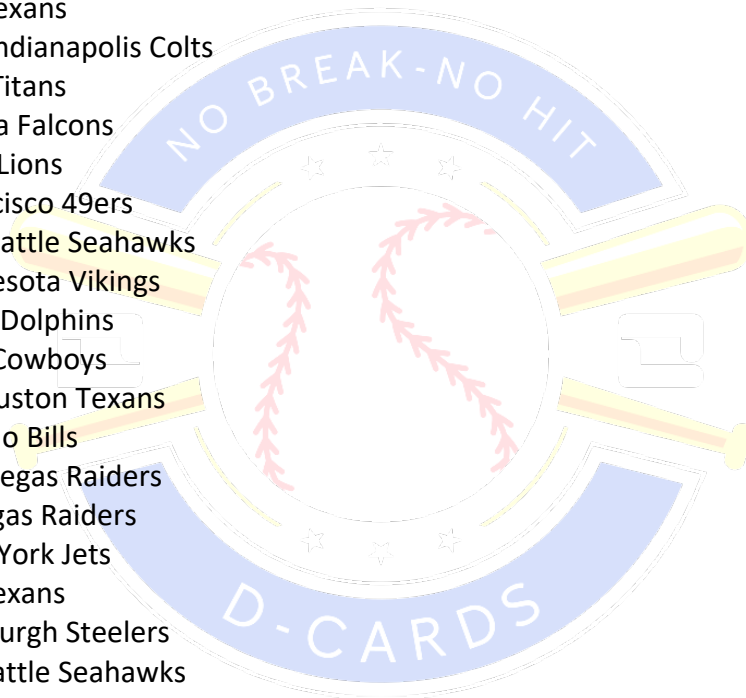 exans
ndianapolis Colts
Titans
a Falcons
Lions
cisco 49ers
attle Seahawks
esota Vikings
Dolphins
Cowboys
uston Texans
o Bills
egas Raiders
gas Raiders
York Jets
exans
urgh Steelers
attle Seahawks
NO BREAK-NO HIT
D-CARDS